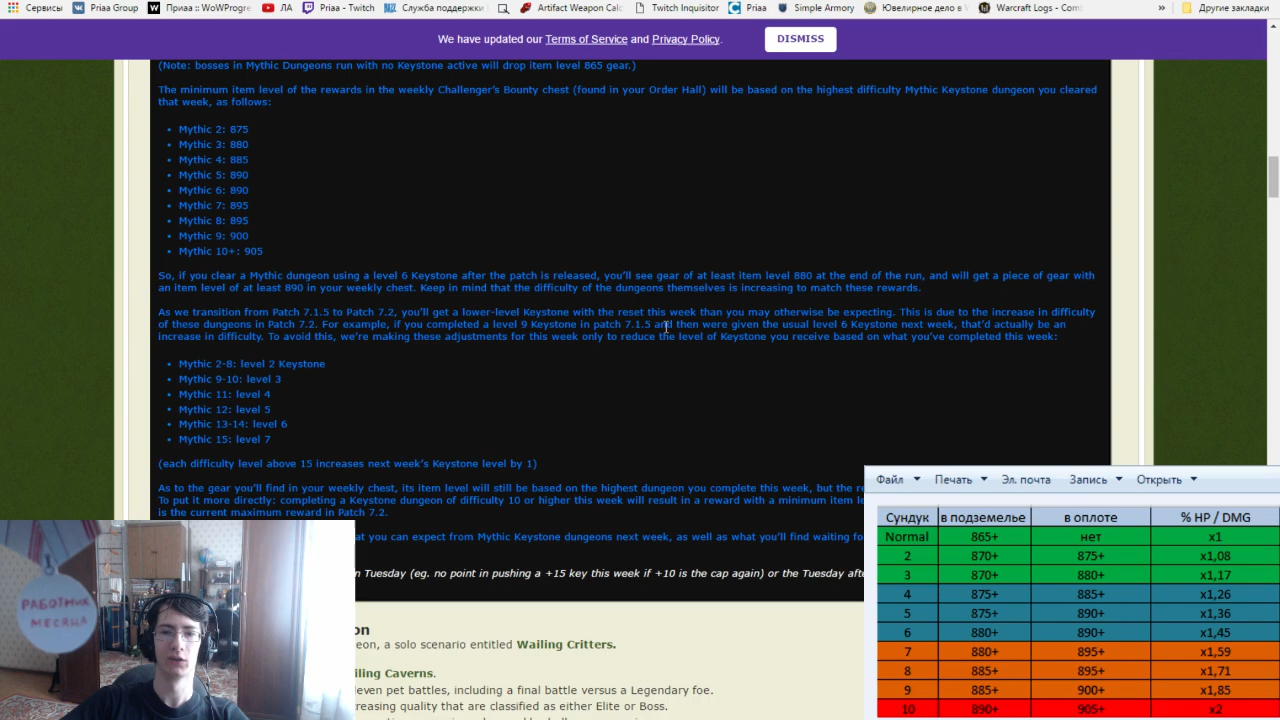 Сервисы Priaa Group Приаа :: WoWProgre ЛА Priaa - Twitch Служба поддержки Artifact Weapon Calc Twitch Inquisitor Priaa Simple Armory Ювелирное дело в Warcraft Logs - Com » Другие закладки
We have updated our Terms of Service and Privacy Policy. DISMISS
(Note: bosses in Mythic Dungeons run with no Keystone active will drop item level 865 gear.)
The minimum item level of the rewards in the weekly Challenger's Bounty chest (found in your Order Hall) will be based on the highest difficulty Mythic Keystone dungeon you cleared
that week, as follows:
• Mythic 2: 875
• Mythic 3: 880
• Mythic 4: 885
• Mythic 5: 890
• Mythic 6: 890
• Mythic 7: 895
• Mythic 8: 895
• Mythic 9: 900
• Mythic 10+: 905
So, if you clear a Mythic dungeon using a level 6 Keystone after the patch is released, you'll see gear of at least item level 880 at the end of the run, and will get a piece of gear with
an item level of at least 890 in your weekly chest. Keep in mind that the difficulty of the dungeons themselves is increasing to match these rewards.
As we transition from Patch 7.1.5 to Patch 7.2, you'll get a lower-level Keystone with the reset this week than you may otherwise be expecting. This is due to the increase in difficulty
of these dungeons in Patch 7.2. For example, if you completed a level 9 Keystone in patch 7.1.5 and then were given the usual level 6 Keystone next week, that'd actually be an
increase in difficulty. To avoid this, we're making these adjustments for this week only to reduce the level of Keystone you receive based on what you've completed this week:
• Mythic 2-8: level 2 Keystone
• Mythic 9-10: level 3
• Mythic 11: level 4
• Mythic 12: level 5
• Mythic 13-14: level 6
• Mythic 15: level 7
(each difficulty level above 15 increases next week's Keystone level by 1)
As to the gear you'll find in your weekly chest, its item level will still be based on the highest dungeon you complete this week, but the re
To put it more directly: completing a Keystone dungeon of difficulty 10 or higher this week will result in a reward with a minimum item le
is the current maximum reward in Patch 7.2.
at you can expect from Mythic Keystone dungeons next week, as well as what you'll find waiting fo
n Tuesday (eg. no point in pushing a +15 key this week if +10 is the cap again) or the Tuesday afte
on
eon, a solo scenario entitled Wailing Critters.
iling Caverns.
leven pet battles, including a final battle versus a Legendary foe.
creasing quality that are classified as either Elite or Boss.
РАБОТНИК
МЕСЯЦА
Файл Печать Эл. почта Запись Открыть
Сундук в подземелье в оплоте % HP / DMG
Normal 865+ нет x1
2 870+ 875+ x1,08
3 870+ 880+ x1,17
4 875+ 885+ x1,26
5 875+ 890+ x1,36
6 880+ 890+ x1,45
7 880+ 895+ x1,59
8 885+ 895+ x1,71
9 885+ 900+ x1,85
10 890+ 905+ x2